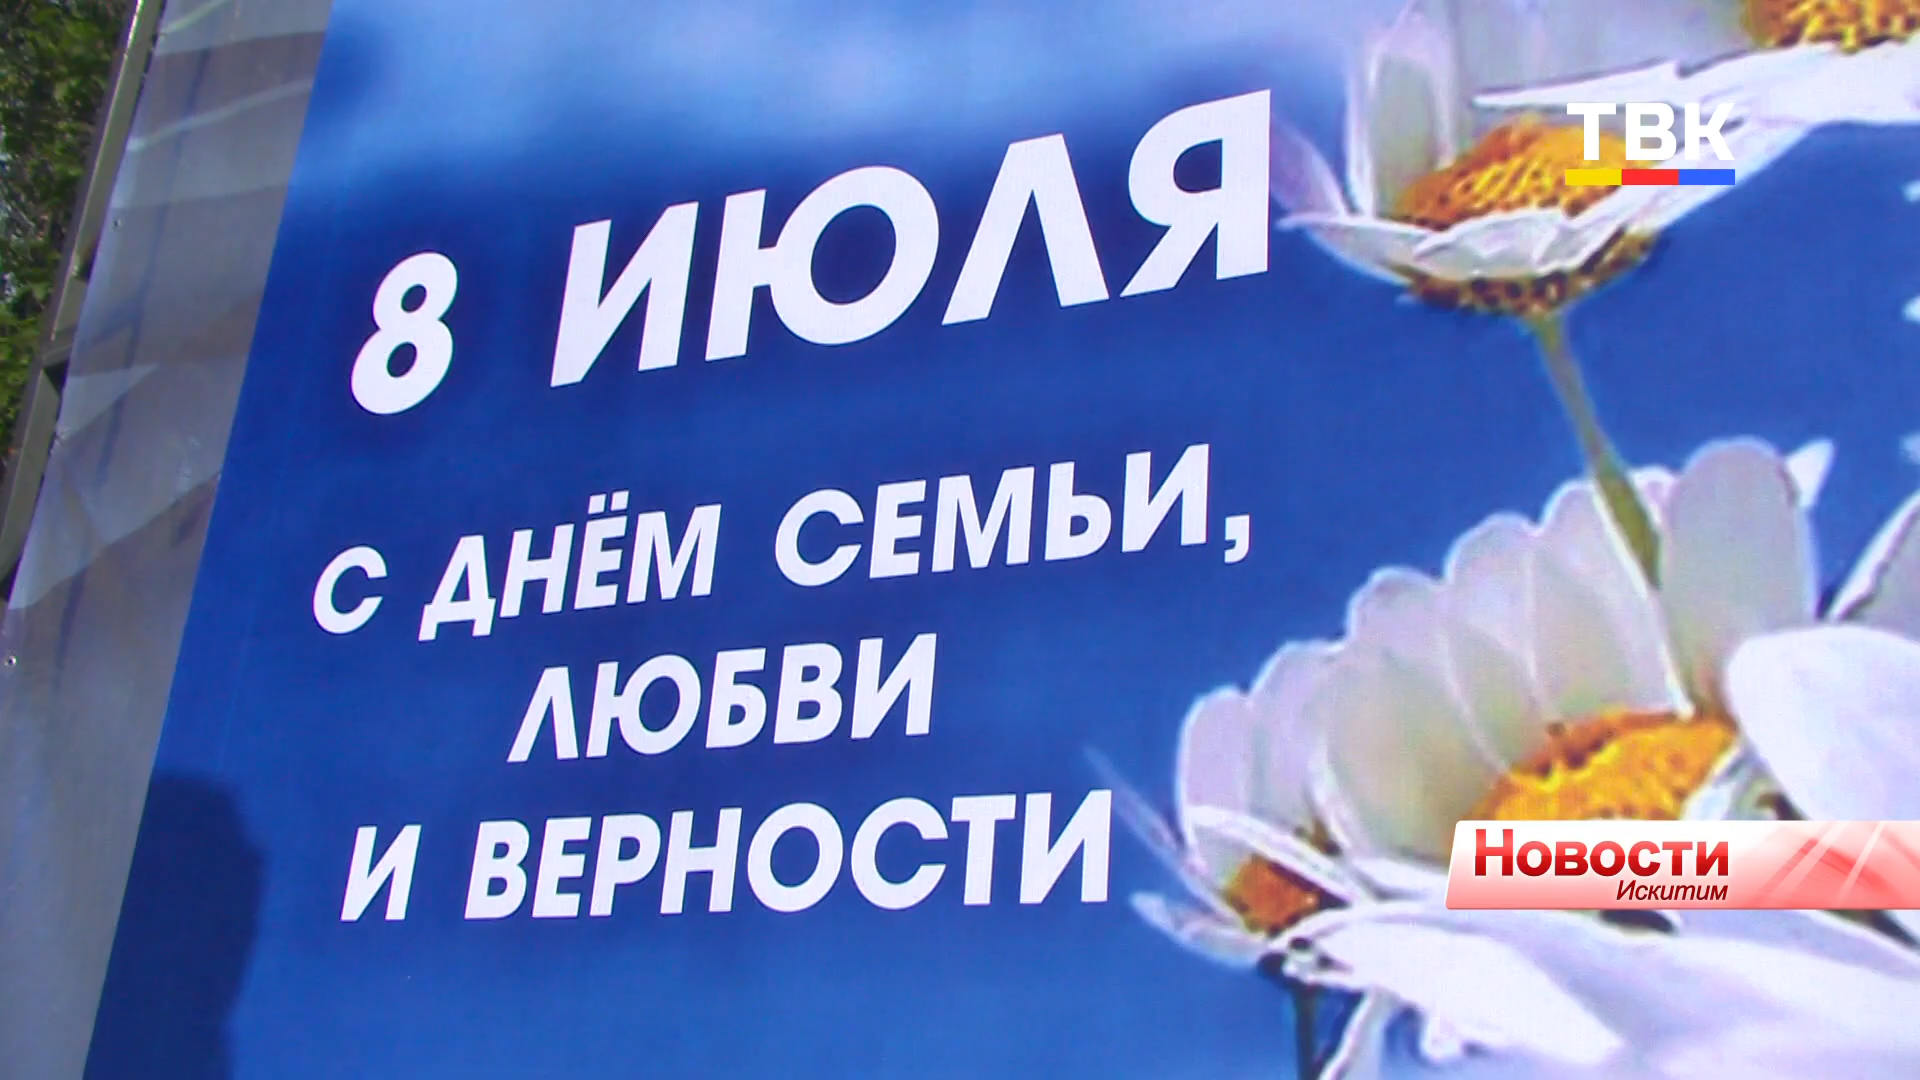 ТВК
8 ИЮЛЯ
С ДНЁМ СЕМЬИ,
ЛЮБВИ
И ВЕРНОСТИ
Новости
Искитим